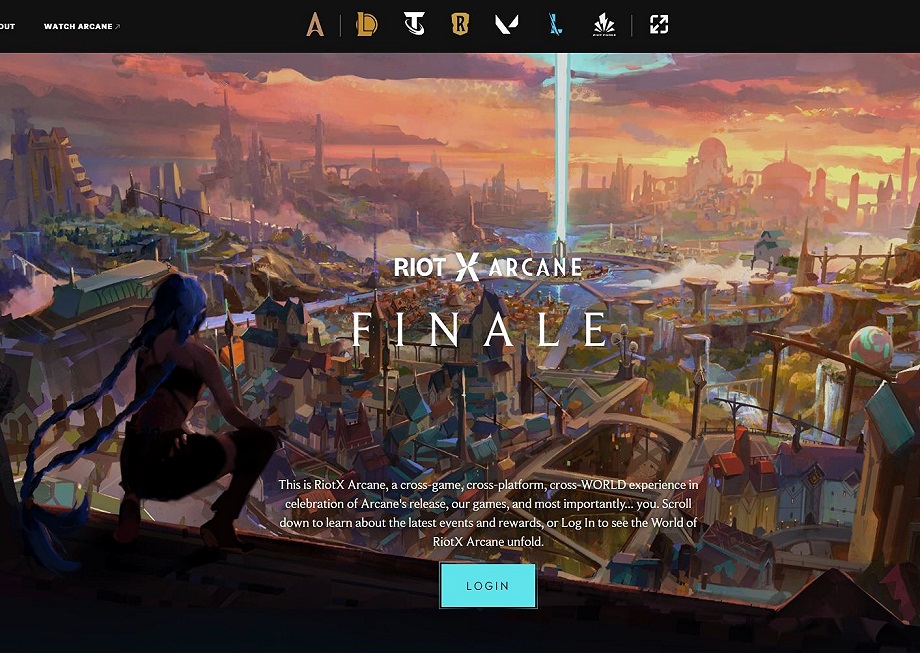 OUT
WATCH ARCANE ↗
RIOT X ARCANE
FINALE
This is RiotX Arcane, a cross-game, cross-platform, cross-WORLD experience in
celebration of Arcane's release, our games, and most importantly... you. Scroll
down to learn about the latest events and rewards, or Log In to see the World of
RiotX Arcane unfold.
LOGIN